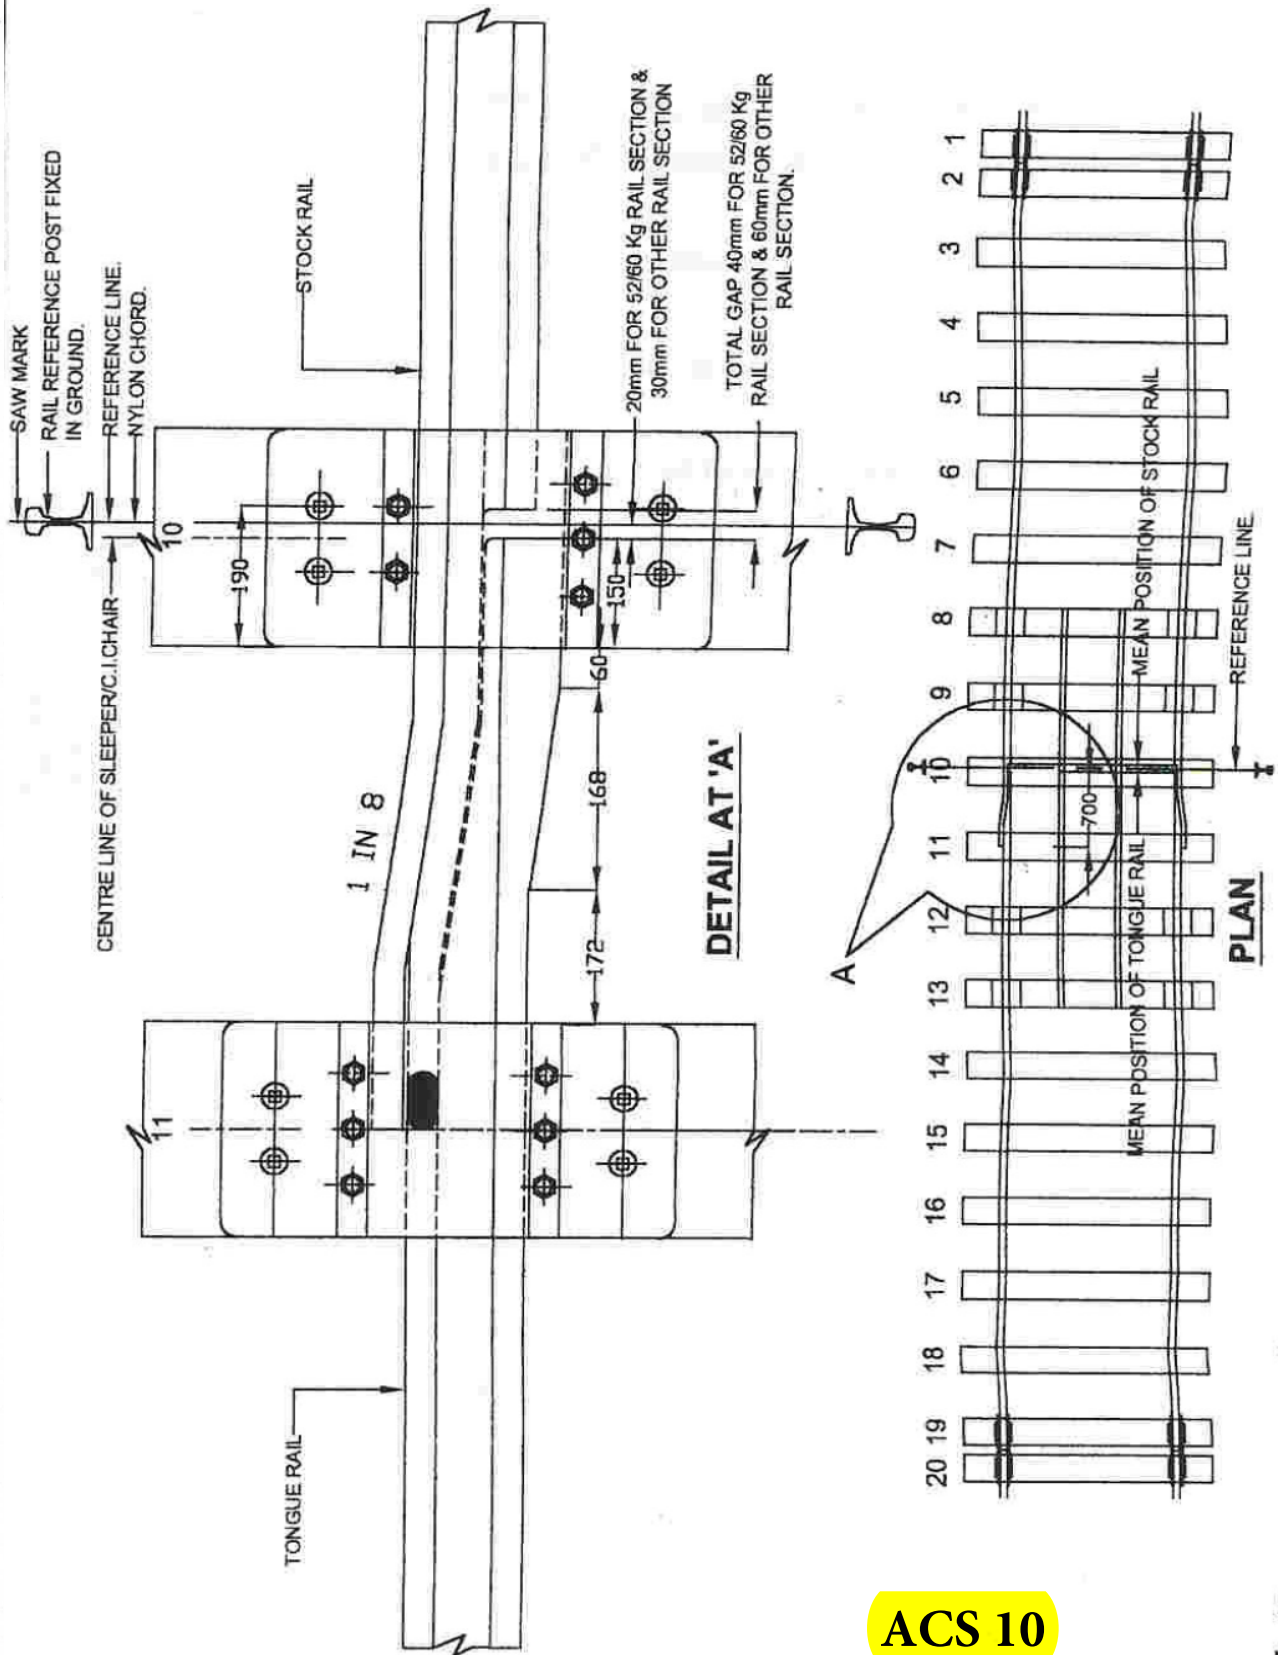 SAW MARK
RAIL REFERENCE POST FIXED
IN GROUND.
REFERENCE LINE.
NYLON CHORD.
CENTRE LINE OF SLEEPER/C.I.CHAIR
STOCK RAIL
10
190
150
60
20mm FOR 52/60 Kg RAIL SECTION &
30mm FOR OTHER RAIL SECTION
TOTAL GAP 40mm FOR 52/60 Kg
RAIL SECTION & 60mm FOR OTHER
RAIL SECTION.
1 IN 8
168
172
11
TONGUE RAIL
DETAIL AT 'A'
A
20 19 18 17 16 15 14 13 12 11 10 9 8 7 6 5 4 3 2 1
700
MEAN POSITION OF TONGUE RAIL
MEAN POSITION OF STOCK RAIL
REFERENCE LINE
PLAN
ACS 10